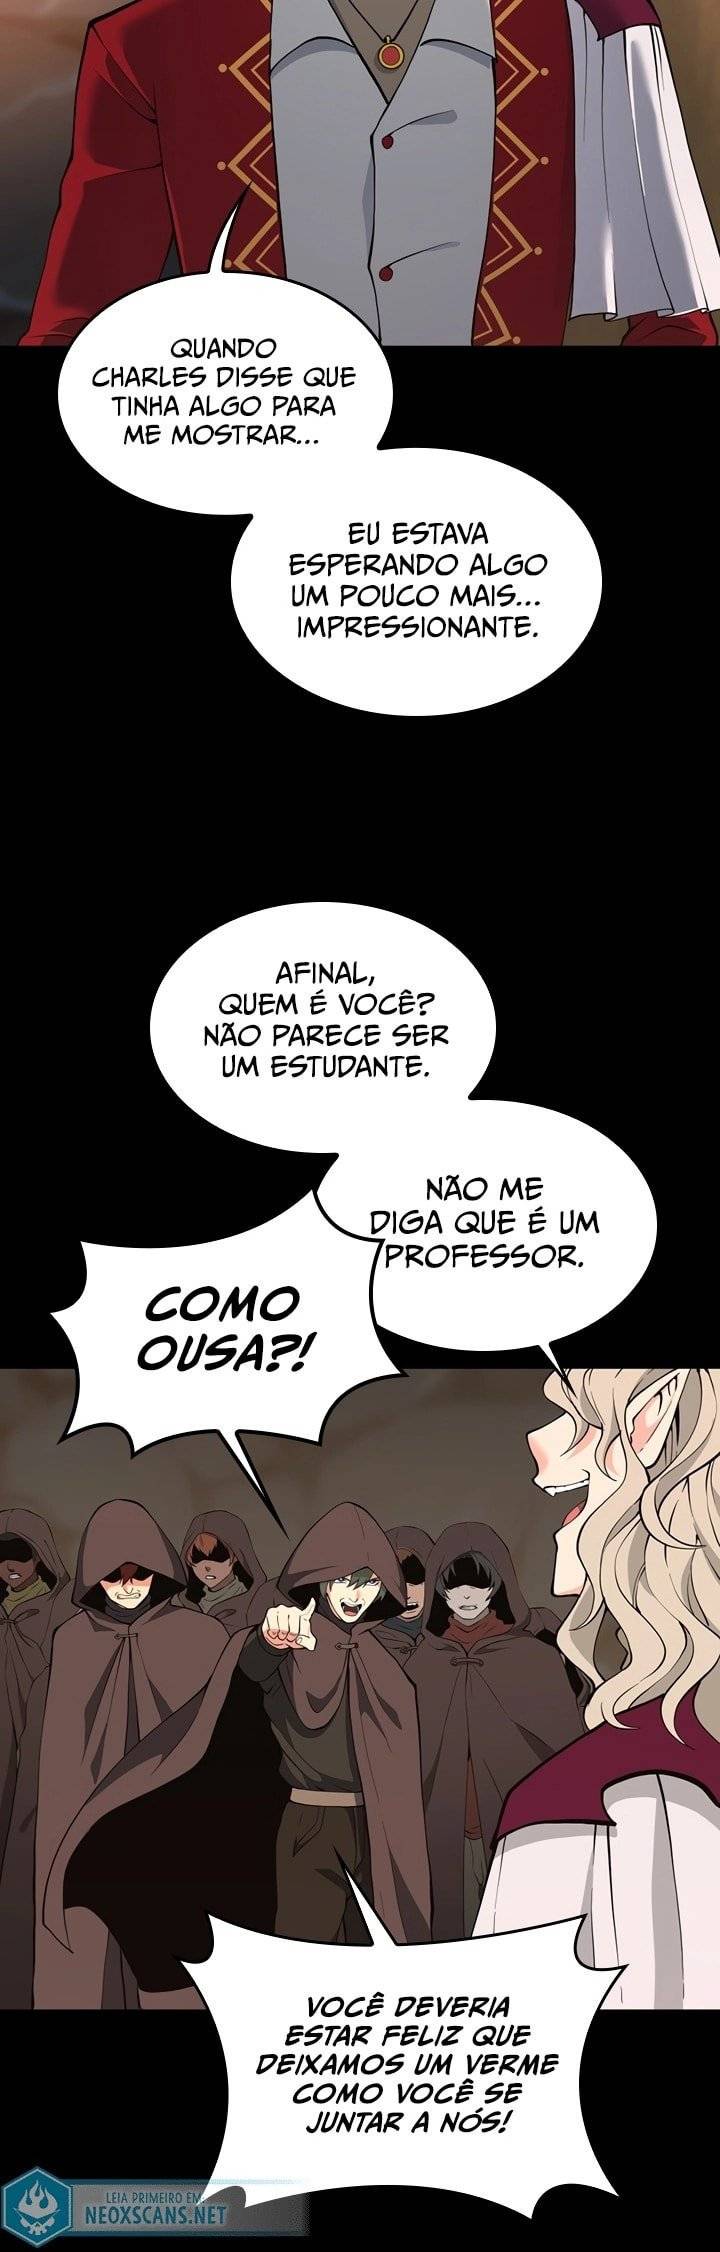 QUANDO
CHARLES DISSE QUE
TINHA ALGO PARA
ME MOSTRAR...
EU ESTAVA
ESPERANDO ALGO
UM POUCO MAIS...
IMPRESSIONANTE.
AFINAL,
QUEM É VOCÊ?
NÃO PARECE SER
UM ESTUDANTE.
NÃO ME
DIGA QUE É UM
PROFESSOR.
COMO
OUSA?!
VOCÊ DEVERIA
ESTAR FELIZ QUE
DEIXAMOS UM VERME
COMO VOCÊ SE
JUNTAR A NÓS!
LEIA PRIMEIRO EM:
NEOXSCANS.NET